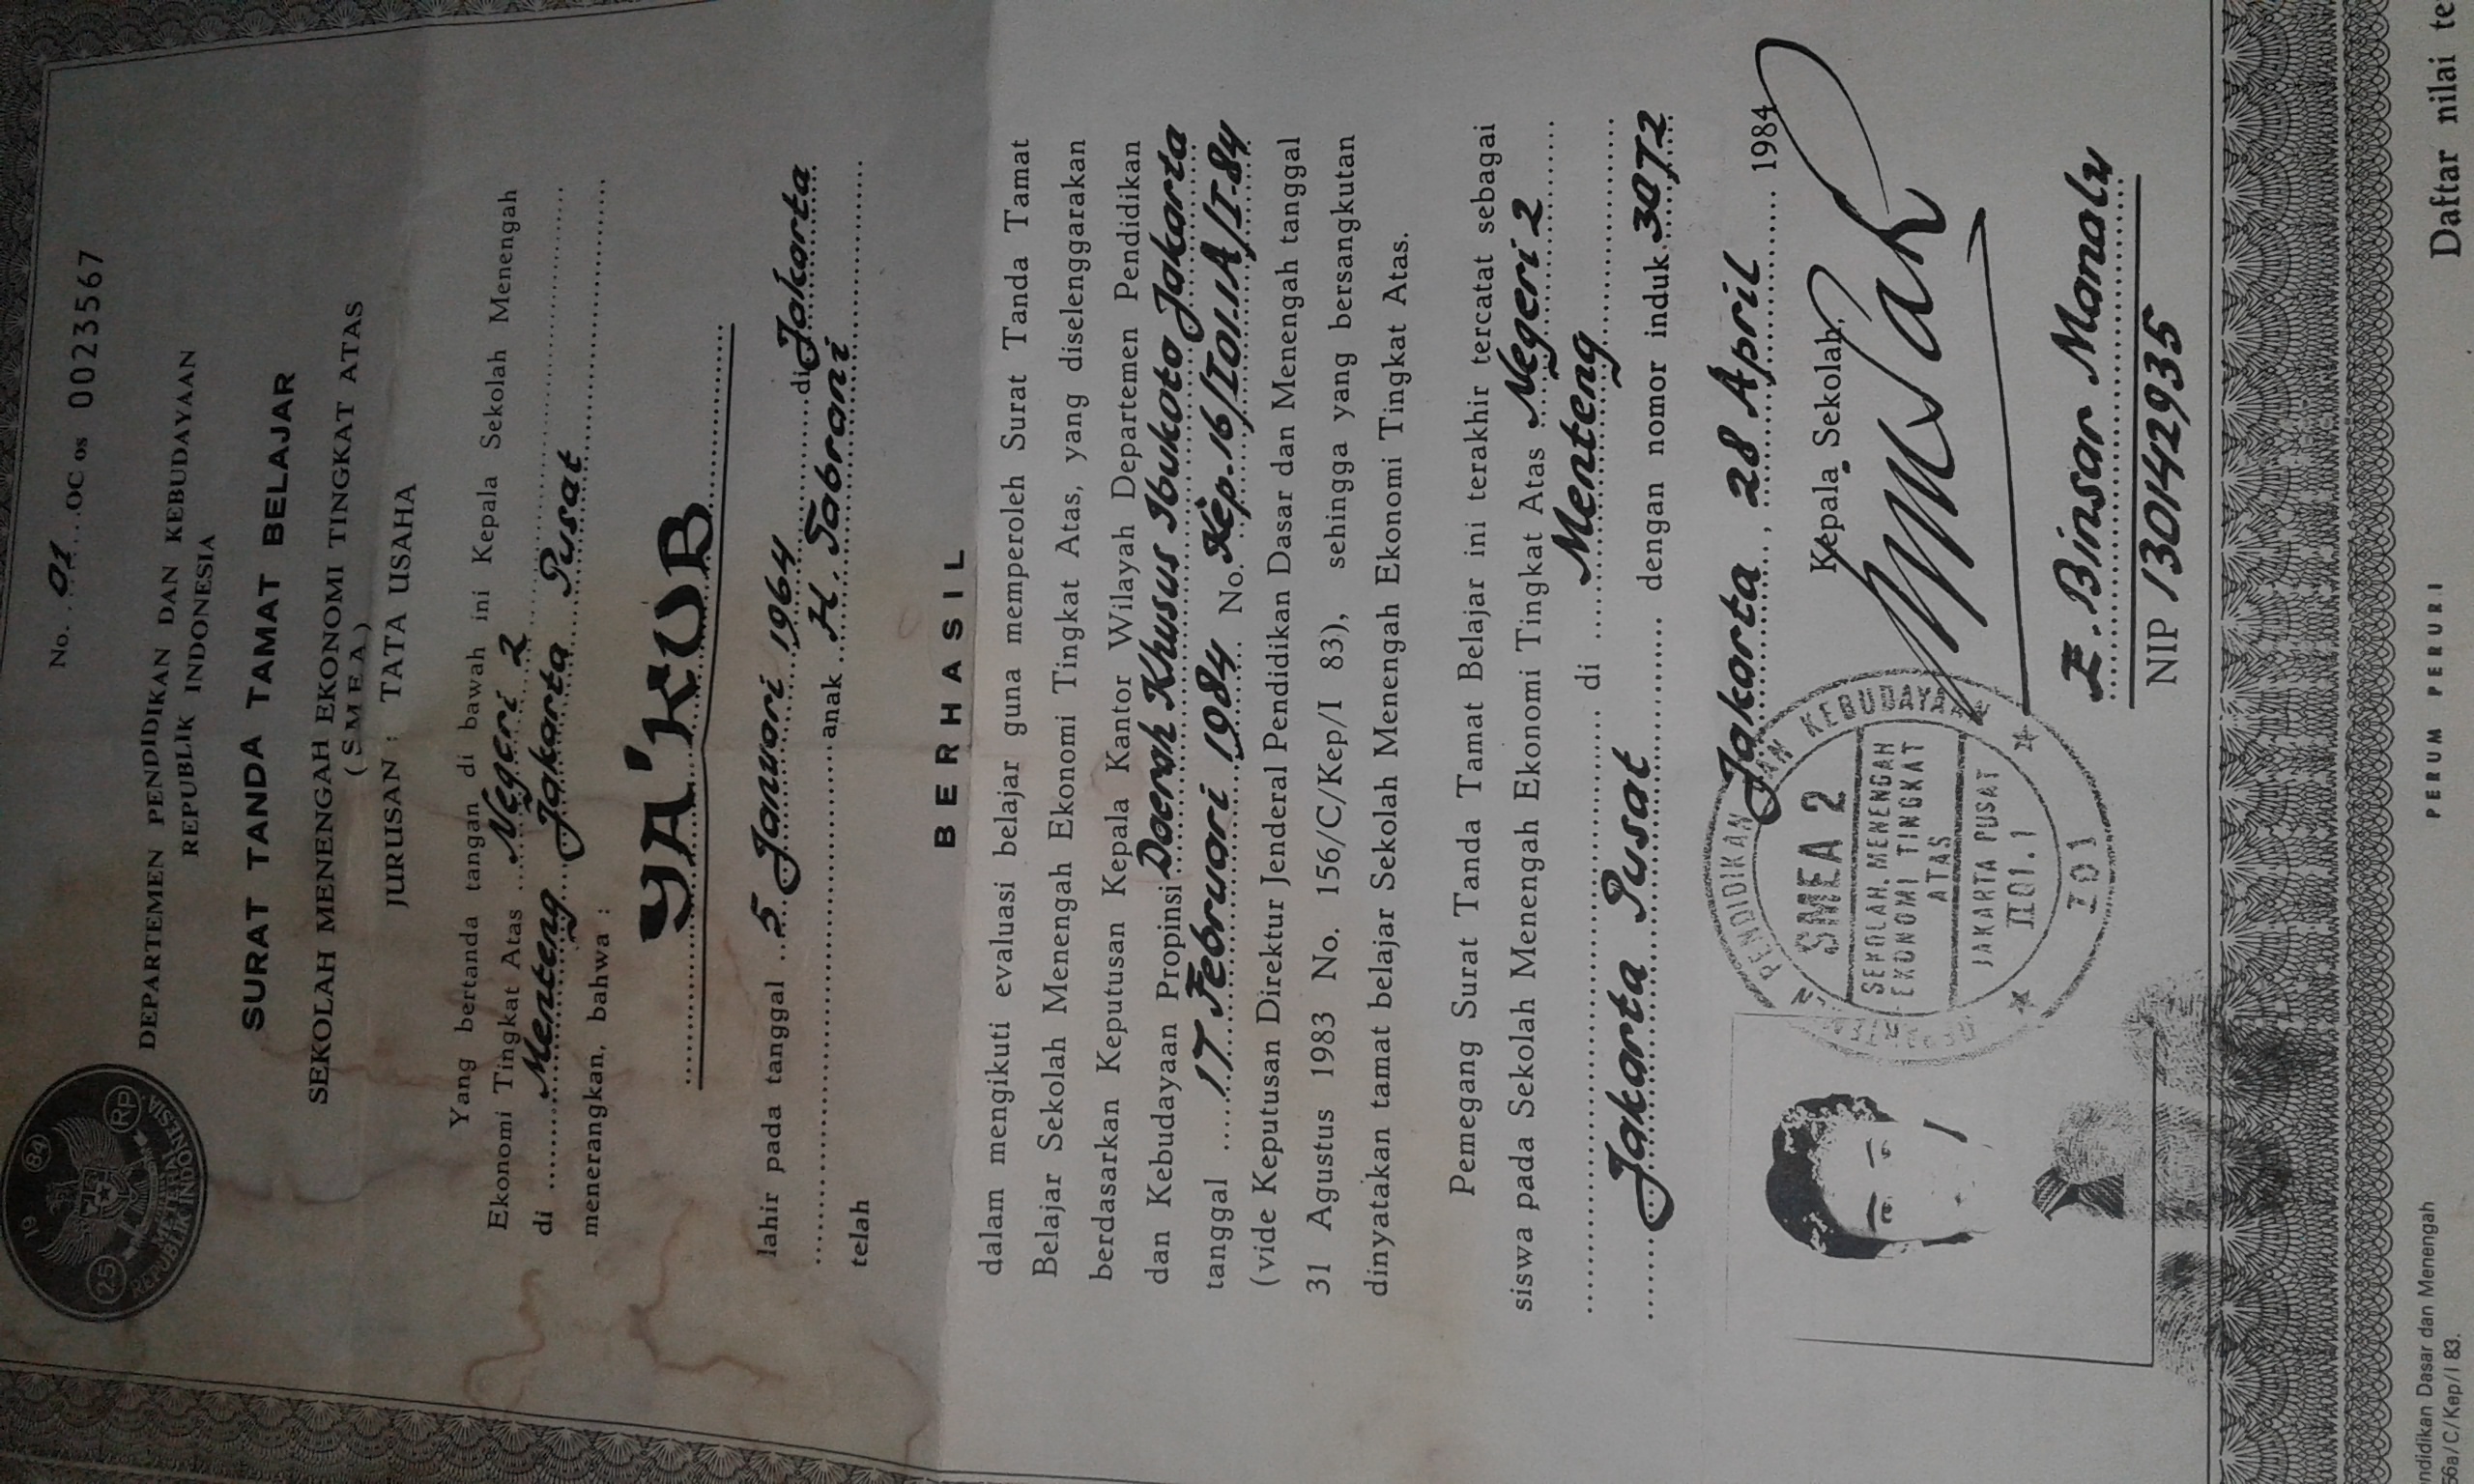 19 84
25 RP
METERAI
REPUBLIK INDONESIA
No. 01 OC os 0023567
DEPARTEMEN PENDIDIKAN DAN KEBUDAYAAN
REPUBLIK INDONESIA
SURAT TANDA TAMAT BELAJAR
SEKOLAH MENENGAH EKONOMI TINGKAT ATAS
(SMEA)
JURUSAN : TATA USAHA
Yang bertanda tangan di bawah ini Kepala Sekolah Menengah
Ekonomi Tingkat Atas Negeri 2
di Menteng Jakarta Pusat
menerangkan, bahwa :
YA'KUB
lahir pada tanggal 5 Januari 1964 di Jakarta
anak H. Tabrani
telah
BERHASIL
dalam mengikuti evaluasi belajar guna memperoleh Surat Tanda Tamat
Belajar Sekolah Menengah Ekonomi Tingkat Atas, yang diselenggarakan
berdasarkan Keputusan Kepala Kantor Wilayah Departemen Pendidikan
dan Kebudayaan Propinsi Daerah Khusus Ibukota Jakarta
tanggal 17 Februari 1984 No. Kep.16/I01.1A/I-84
(vide Keputusan Direktur Jenderal Pendidikan Dasar dan Menengah tanggal
31 Agustus 1983 No. 156/C/Kep/I 83), sehingga yang bersangkutan
dinyatakan tamat belajar Sekolah Menengah Ekonomi Tingkat Atas.
Pemegang Surat Tanda Tamat Belajar ini terakhir tercatat sebagai
siswa pada Sekolah Menengah Ekonomi Tingkat Atas Negeri 2
di Menteng
Jakarta Pusat dengan nomor induk 3072
Jakarta, 28 April 1984
Kepala Sekolah,
DEPARTEMEN PENDIDIKAN DAN KEBUDAYAAN
SMEA 2
SEKOLAH MENENGAH
EKONOMI TINGKAT
ATAS
JAKARTA PUSAT
II01.1
I01
E. Binsar Manalu
NIP 130142935
ndidikan Dasar dan Menengah
56a/C/Kep/I 83.
PERUM PERURI
Daftar nilai te